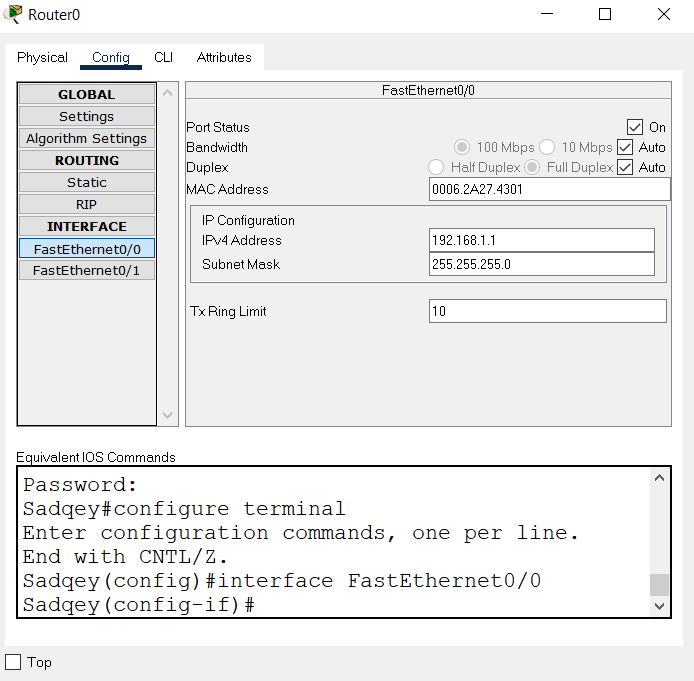 Router0
Physical Config CLI Attributes
GLOBAL
Settings
Algorithm Settings
ROUTING
Static
RIP
INTERFACE
FastEthernet0/0
FastEthernet0/1
FastEthernet0/0
Port Status On
Bandwidth 100 Mbps 10 Mbps Auto
Duplex Half Duplex Full Duplex Auto
MAC Address 0006.2A27.4301
IP Configuration
IPv4 Address 192.168.1.1
Subnet Mask 255.255.255.0
Tx Ring Limit 10
Equivalent IOS Commands
Password:
Sadqey#configure terminal
Enter configuration commands, one per line.
End with CNTL/Z.
Sadqey(config)#interface FastEthernet0/0
Sadqey(config-if)#
Top